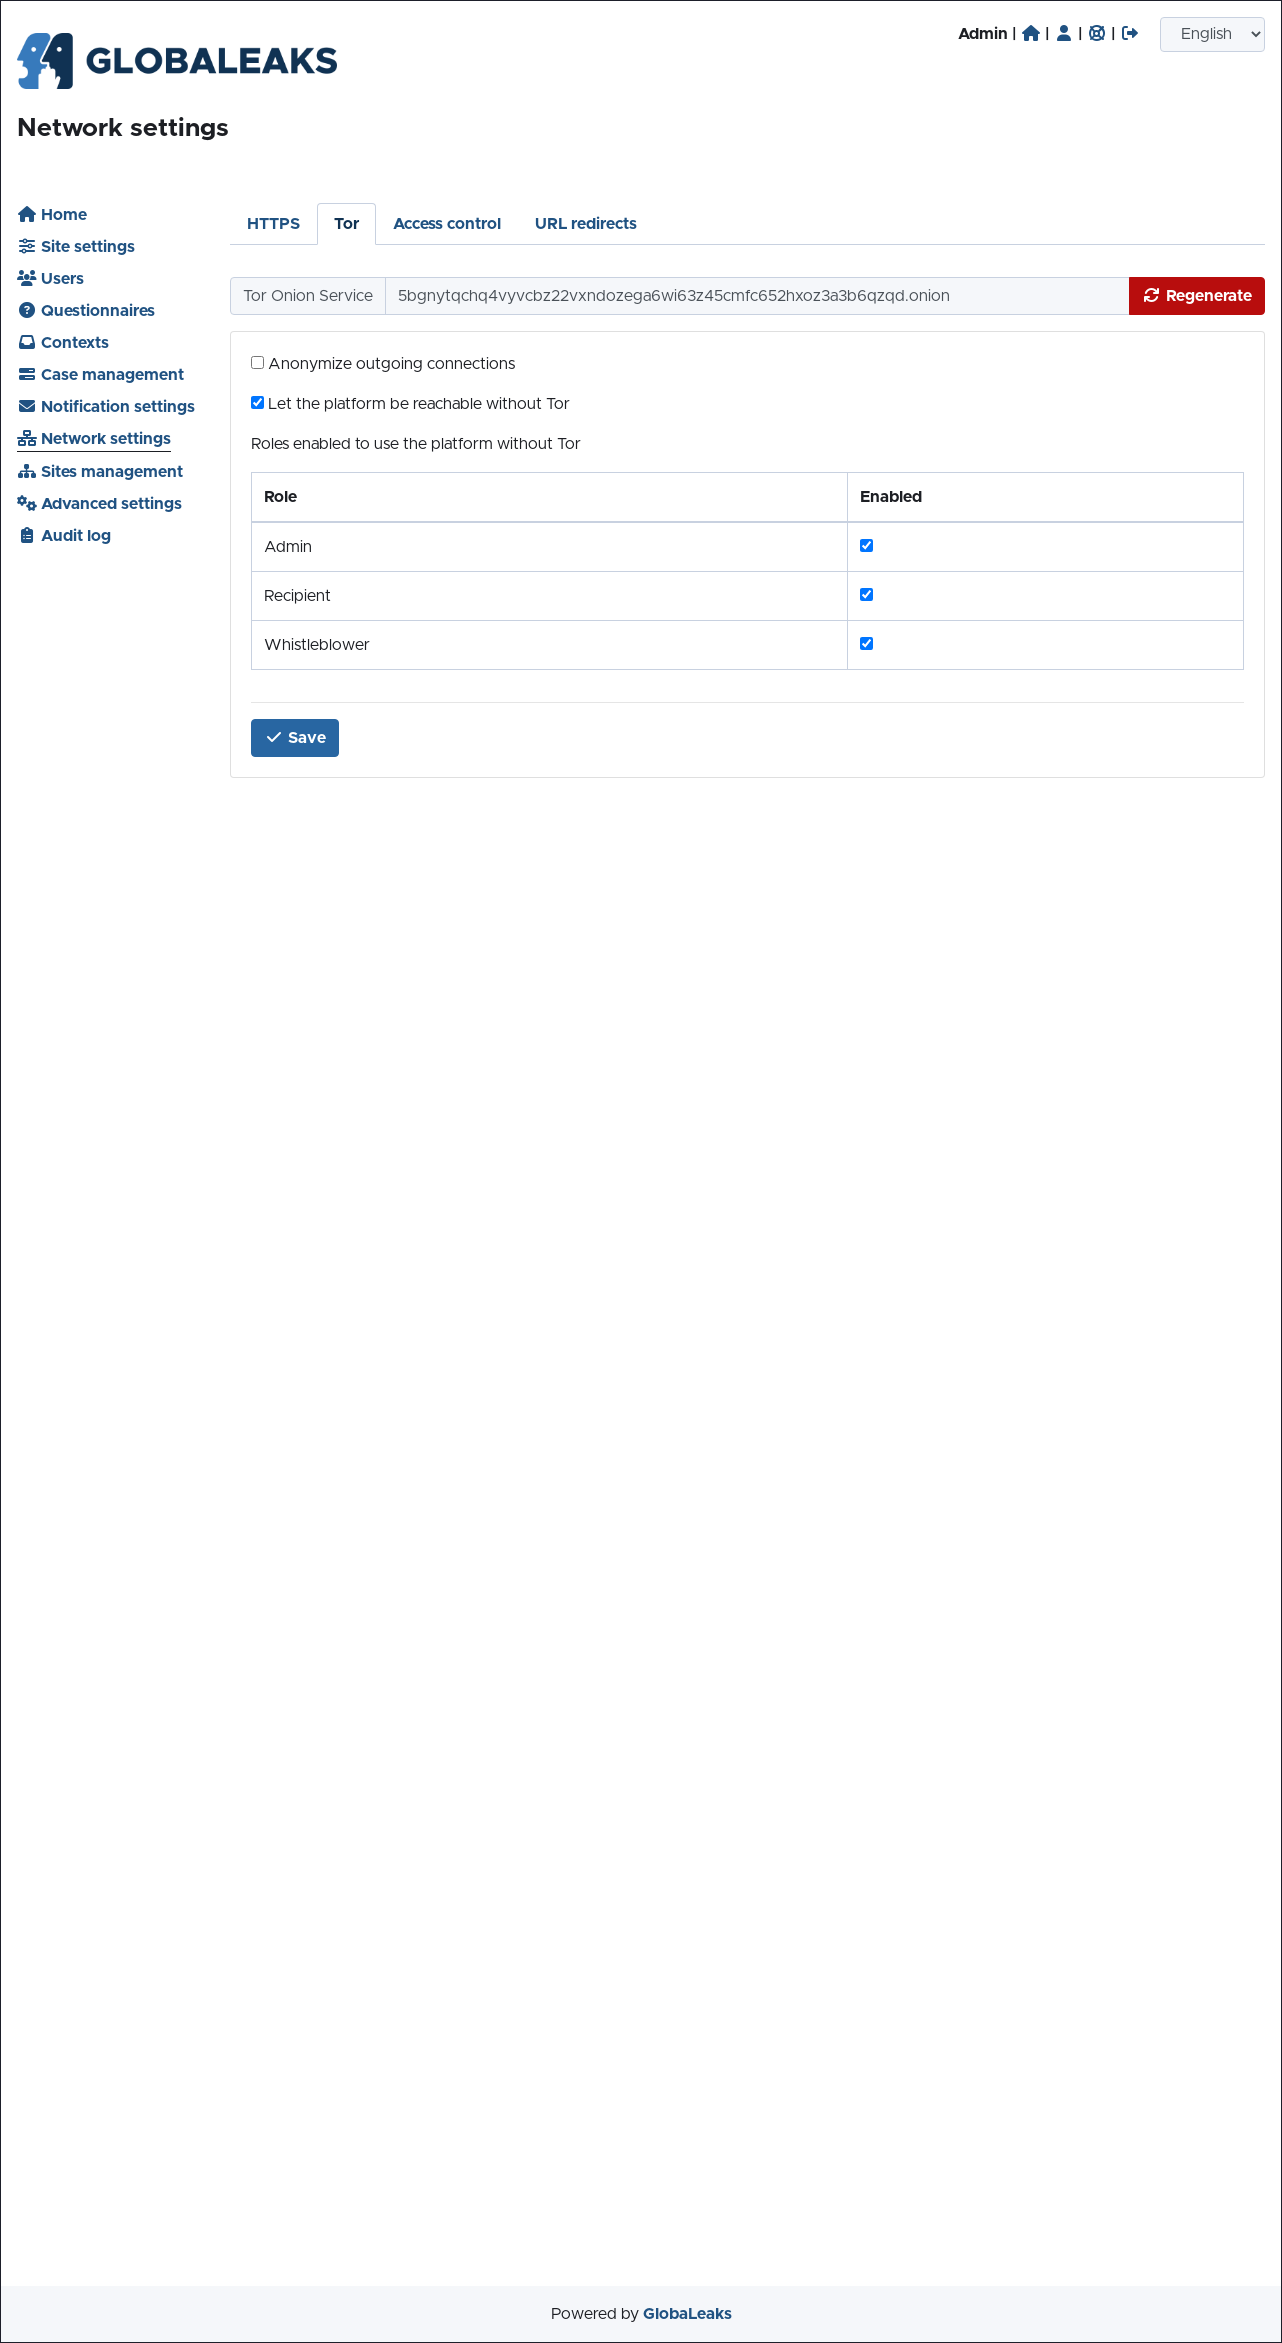 Admin | | | |
English
GLOBALEAKS
Network settings
Home
Site settings
Users
Questionnaires
Contexts
Case management
Notification settings
Network settings
Sites management
Advanced settings
Audit log
HTTPS Tor Access control URL redirects
Tor Onion Service 5bgnytqchq4vyvcbz22vxndozega6wi63z45cmfc652hxoz3a3b6qzqd.onion Regenerate
Anonymize outgoing connections
Let the platform be reachable without Tor
Roles enabled to use the platform without Tor
Role Enabled
Admin
Recipient
Whistleblower
Save
Powered by GlobaLeaks